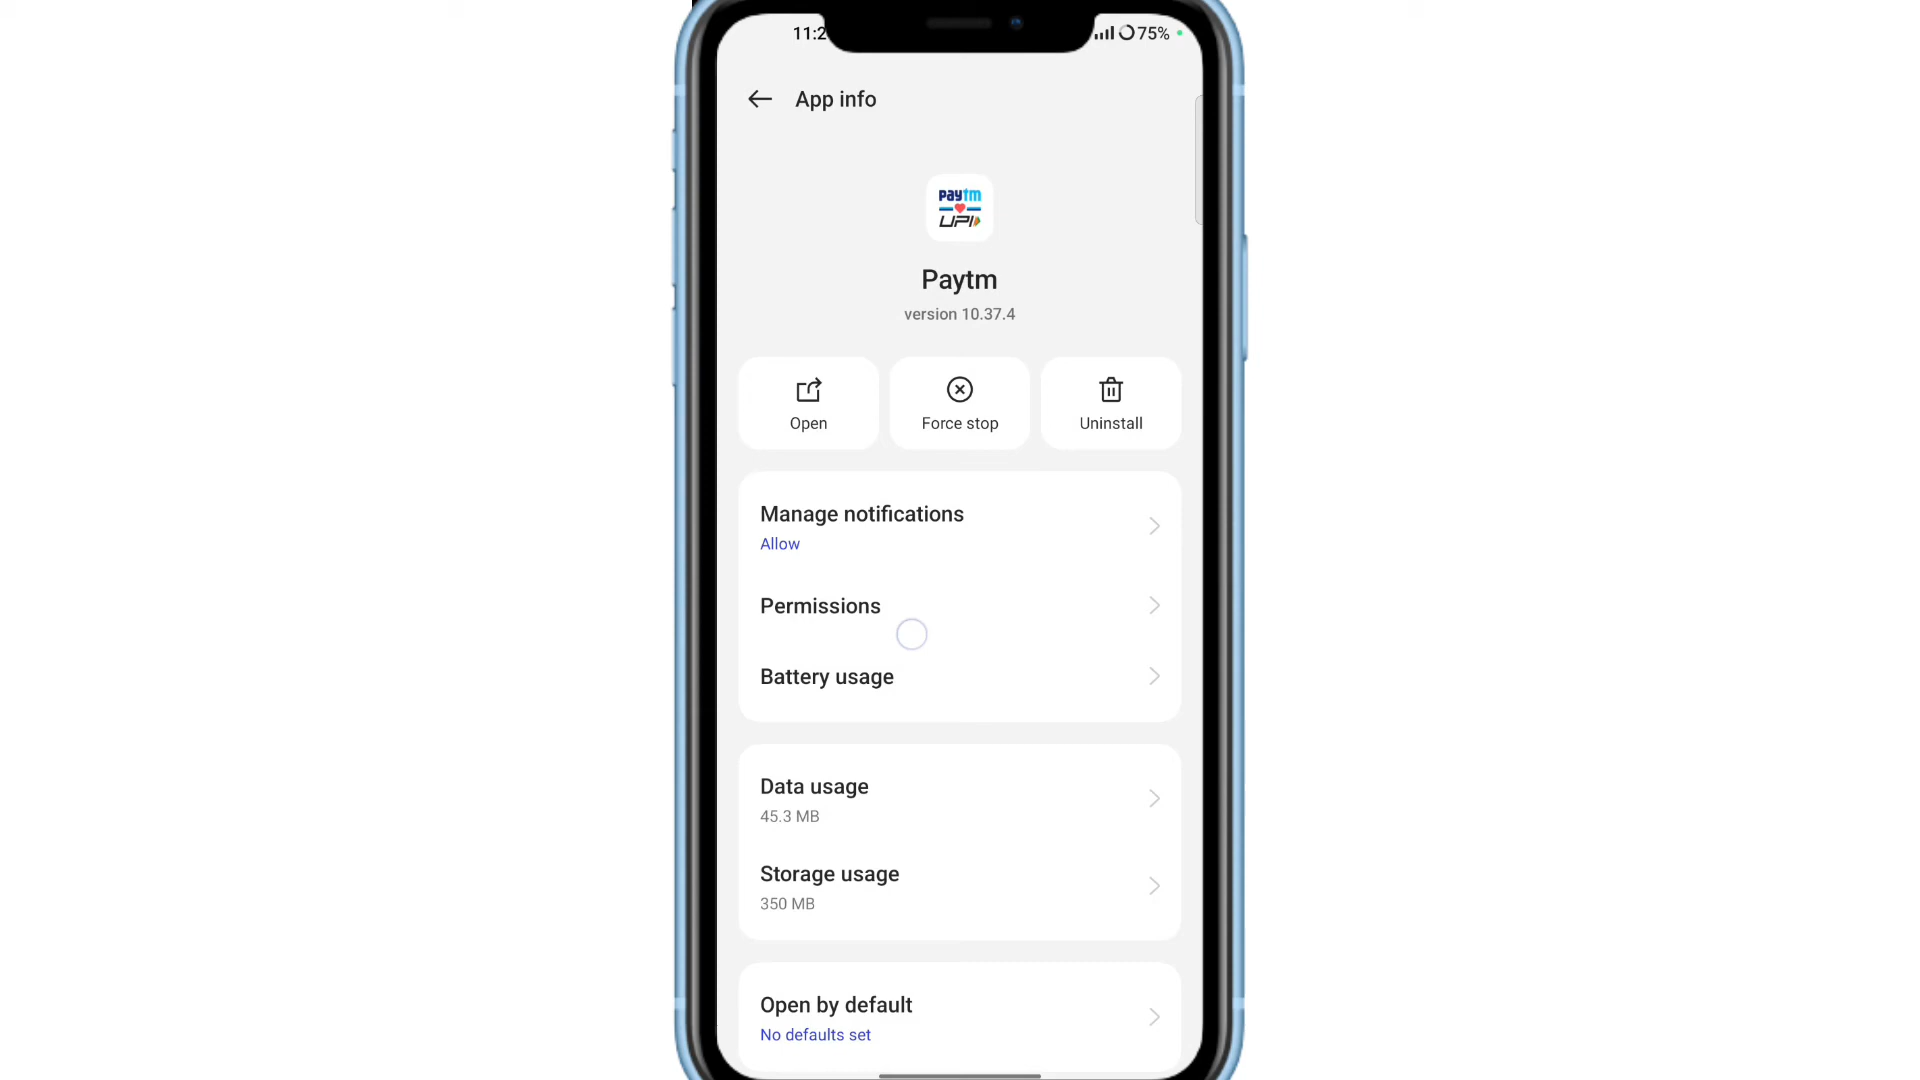 11:2
75%
App info
paytm
UPI
Paytm
version 10.37.4
Open
Force stop
Uninstall
Manage notifications
Allow
Permissions
Battery usage
Data usage
45.3 MB
Storage usage
350 MB
Open by default
No defaults set